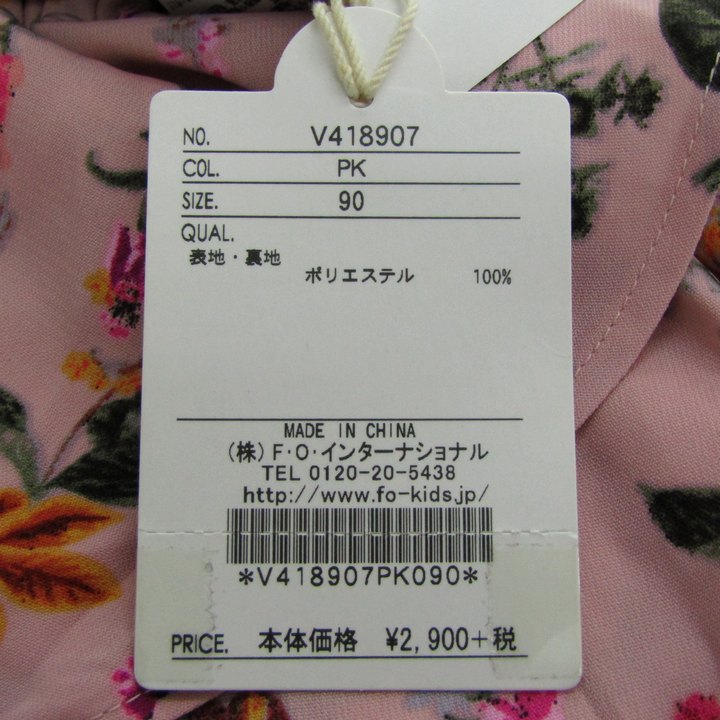 NO. V418907
COL. PK
SIZE. 90
QUAL.
表地・裏地
ポリエステル 100%
MADE IN CHINA
(株)F・O・インターナショナル
TEL 0120-20-5438
http://www.fo-kids.jp/
*V418907PK090*
PRICE. 本体価格 ¥2,900+税